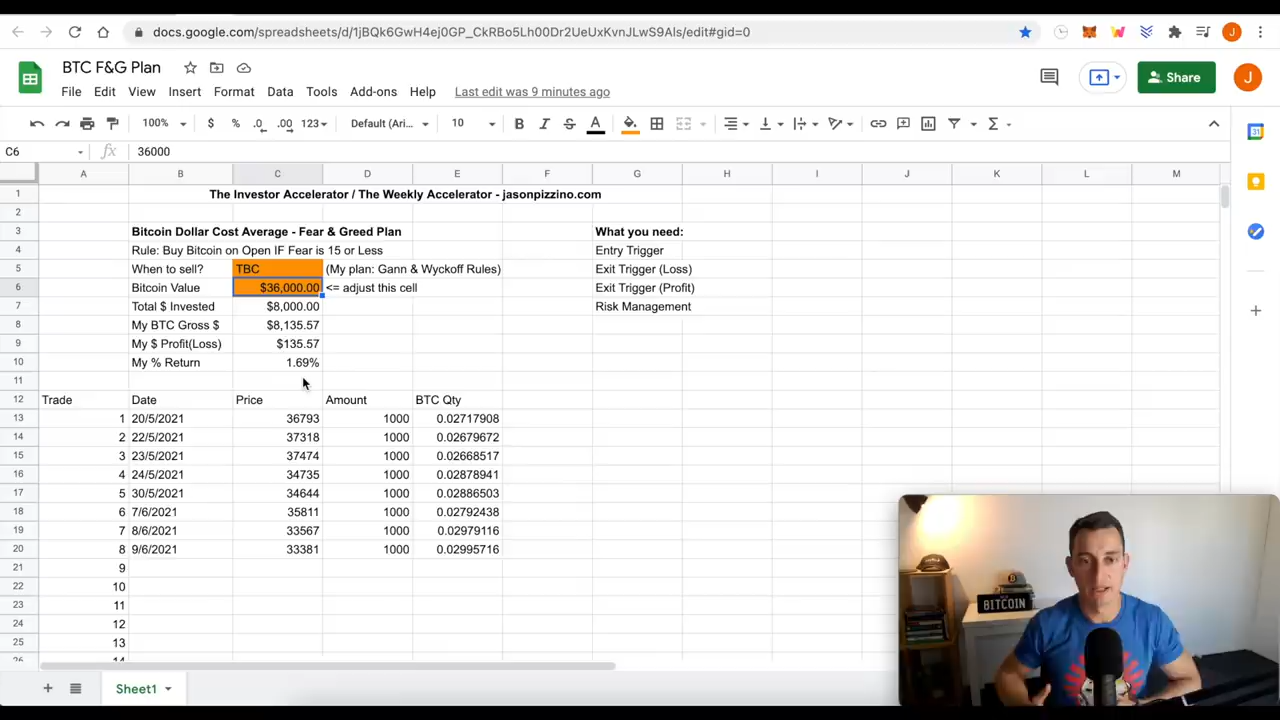 docs.google.com/spreadsheets/d/1jBQk6GwH4ej0GP_CkRBo5Lh00Dr2UeUxKvnJLwS9AIs/edit#gid=0
J
BTC F&G Plan
Share
J
File Edit View Insert Format Data Tools Add-ons Help Last edit was 9 minutes ago
100% $ % .0 .00 123 Default (Ari... 10 B I S A
C6 fx 36000
A B C D E F G H I J K L M
1 The Investor Accelerator / The Weekly Accelerator - jasonpizzino.com
2
3 Bitcoin Dollar Cost Average - Fear & Greed Plan What you need:
4 Rule: Buy Bitcoin on Open IF Fear is 15 or Less Entry Trigger
5 When to sell? TBC (My plan: Gann & Wyckoff Rules) Exit Trigger (Loss)
6 Bitcoin Value $36,000.00 <= adjust this cell Exit Trigger (Profit)
7 Total $ Invested $8,000.00 Risk Management
8 My BTC Gross $ $8,135.57
9 My $ Profit(Loss) $135.57
10 My % Return 1.69%
11
12 Trade Date Price Amount BTC Qty
13 1 20/5/2021 36793 1000 0.02717908
14 2 22/5/2021 37318 1000 0.02679672
15 3 23/5/2021 37474 1000 0.02668517
16 4 24/5/2021 34735 1000 0.02878941
17 5 30/5/2021 34644 1000 0.02886503
18 6 7/6/2021 35811 1000 0.02792438
19 7 8/6/2021 33567 1000 0.02979116
20 8 9/6/2021 33381 1000 0.02995716
21 9
22 10
23 11
24 12
25 13
26 14
BITCOIN
Sheet1